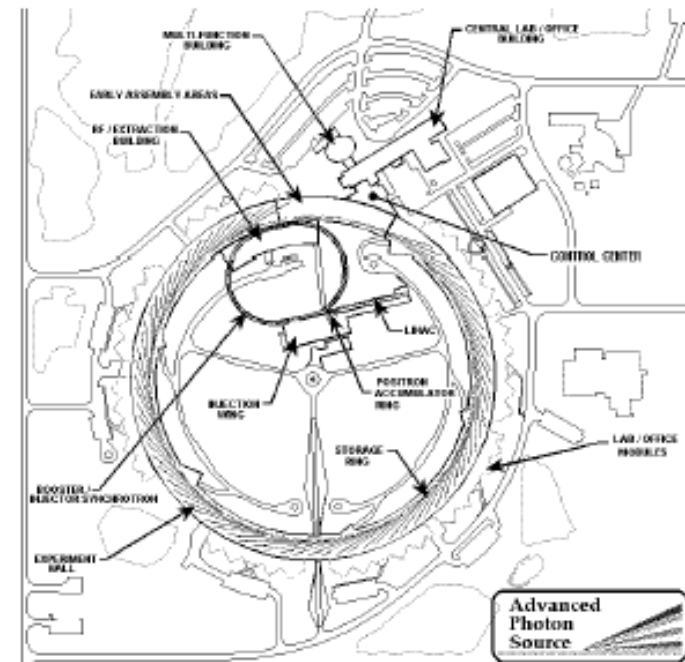 MULTI-FUNCTION
BUILDING
CENTRAL LAB / OFFICE
BUILDING
EARLY ASSEMBLY AREAS
RF / EXTRACTION
BUILDING
CONTROL CENTER
LINAC
INJECTION
WING
POSITRON
ACCUMULATOR
RING
STORAGE
RING
LAB / OFFICE
MODULES
BOOSTER /
INJECTOR SYNCHROTRON
EXPERIMENT
HALL
Advanced
Photon
Source